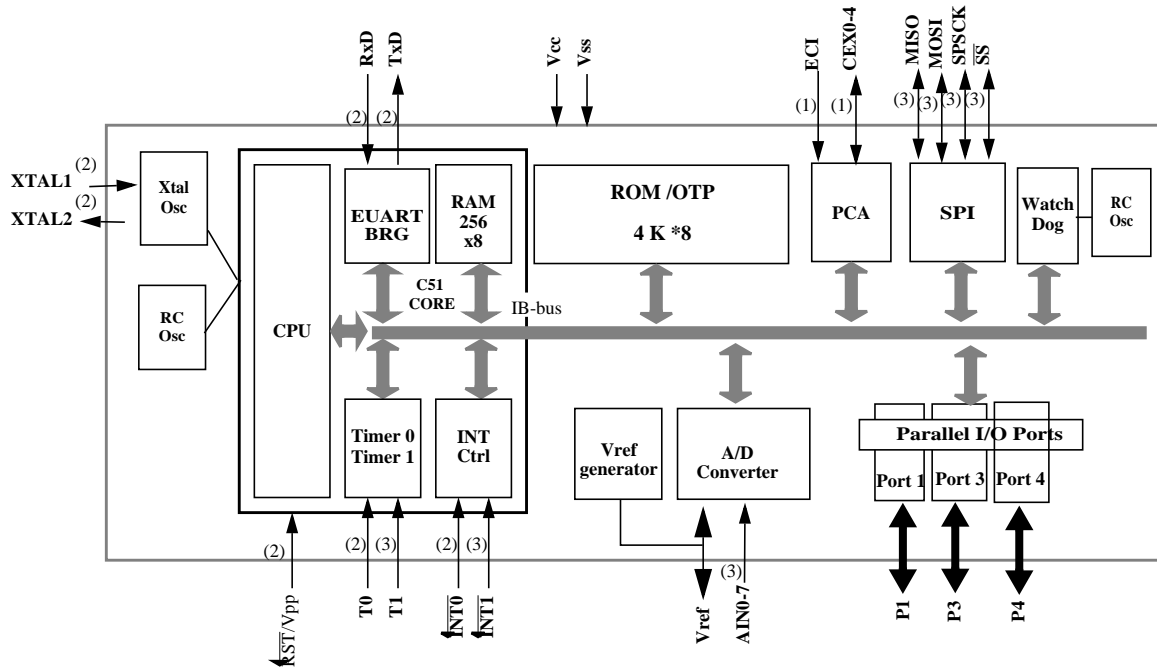 RxD
TxD
Vcc
Vss
ECI
CEX0-4
MISO
MOSI
SPSCK
SS
(2)
(2)
(1)
(1)
(3)
(3)
(3)
(3)
XTAL1
(2)
XTAL2
(2)
Xtal
Osc
RC
Osc
CPU
EUART
BRG
RAM
256
x8
C51
CORE
IB-bus
ROM /OTP
4 K *8
PCA
SPI
Watch
Dog
RC
Osc
Timer 0
Timer 1
INT
Ctrl
Vref
generator
A/D
Converter
Parallel I/O Ports
Port 1
Port 3
Port 4
(2)
(2)
(3)
(2)
(3)
(3)
RST/Vpp
T0
T1
INT0
INT1
Vref
AIN0-7
P1
P3
P4